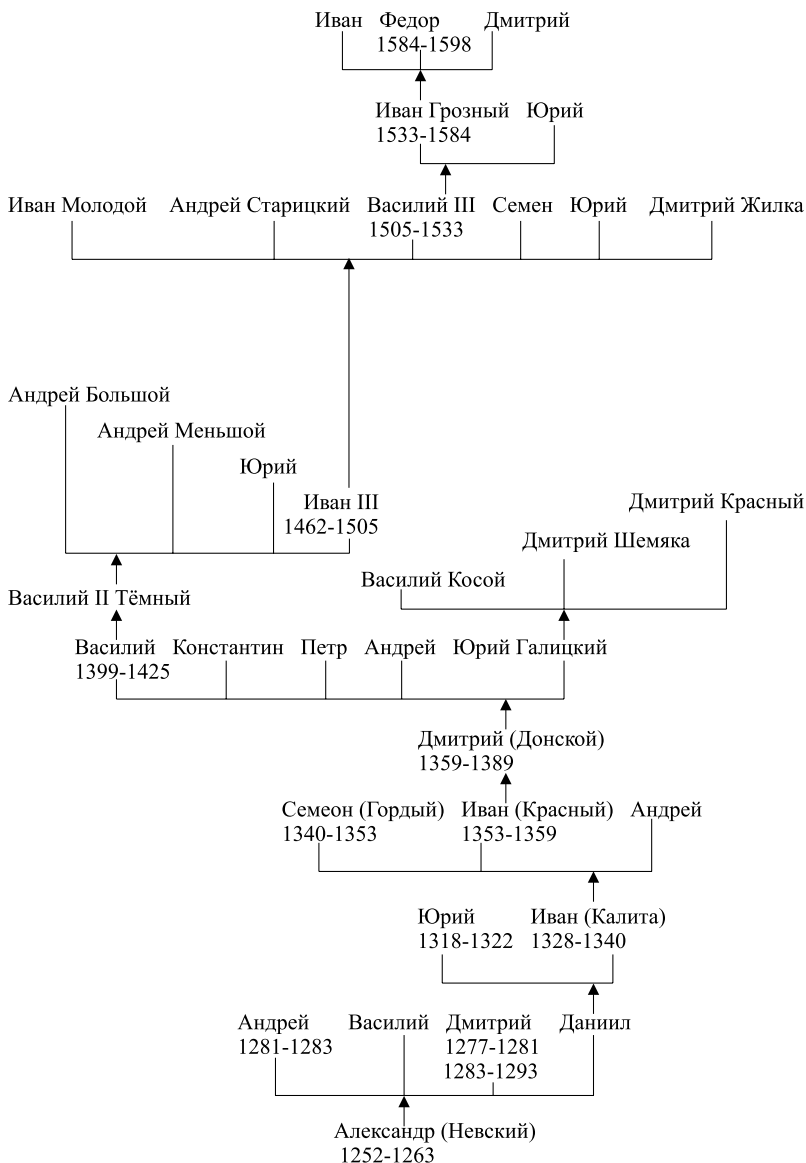 Иван Федор Дмитрий
1584-1598
Иван Грозный Юрий
1533-1584
Иван Молодой Андрей Старицкий Василий III Семен Юрий Дмитрий Жилка
1505-1533
Андрей Большой
Андрей Меньшой
Юрий
Иван III Дмитрий Красный
1462-1505
Дмитрий Шемяка
Василий Косой
Василий II Тёмный
Василий Константин Петр Андрей Юрий Галицкий
1399-1425
Дмитрий (Донской)
1359-1389
Семеон (Гордый) Иван (Красный) Андрей
1340-1353 1353-1359
Юрий Иван (Калита)
1318-1322 1328-1340
Андрей Василий Дмитрий Даниил
1281-1283 1277-1281
1283-1293
Александр (Невский)
1252-1263